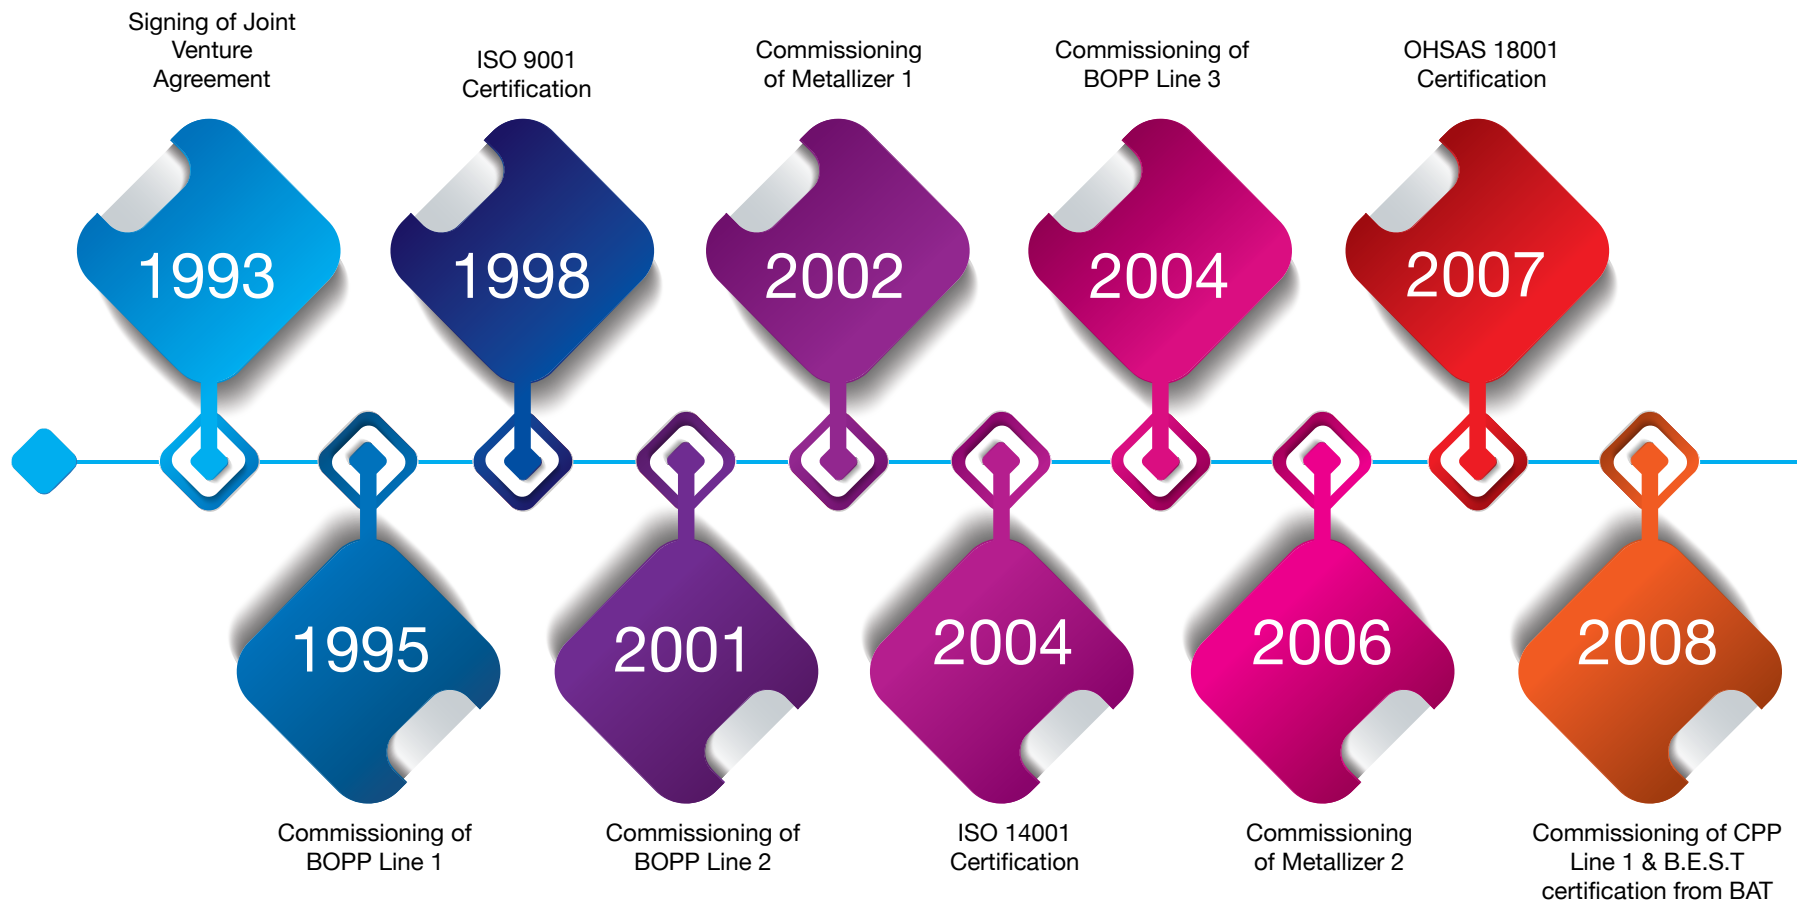 Signing of Joint
Venture
Agreement
1993
Commissioning of
BOPP Line 1
1995
ISO 9001
Certification
1998
Commissioning of
BOPP Line 2
2001
Commissioning
of Metallizer 1
2002
ISO 14001
Certification
2004
Commissioning of
BOPP Line 3
2004
Commissioning
of Metallizer 2
2006
OHSAS 18001
Certification
2007
2008
Commissioning of CPP
Line 1 & B.E.S.T
certification from BAT